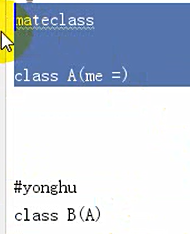 mateclass
class A(me =)
#yonghu
class B(A)